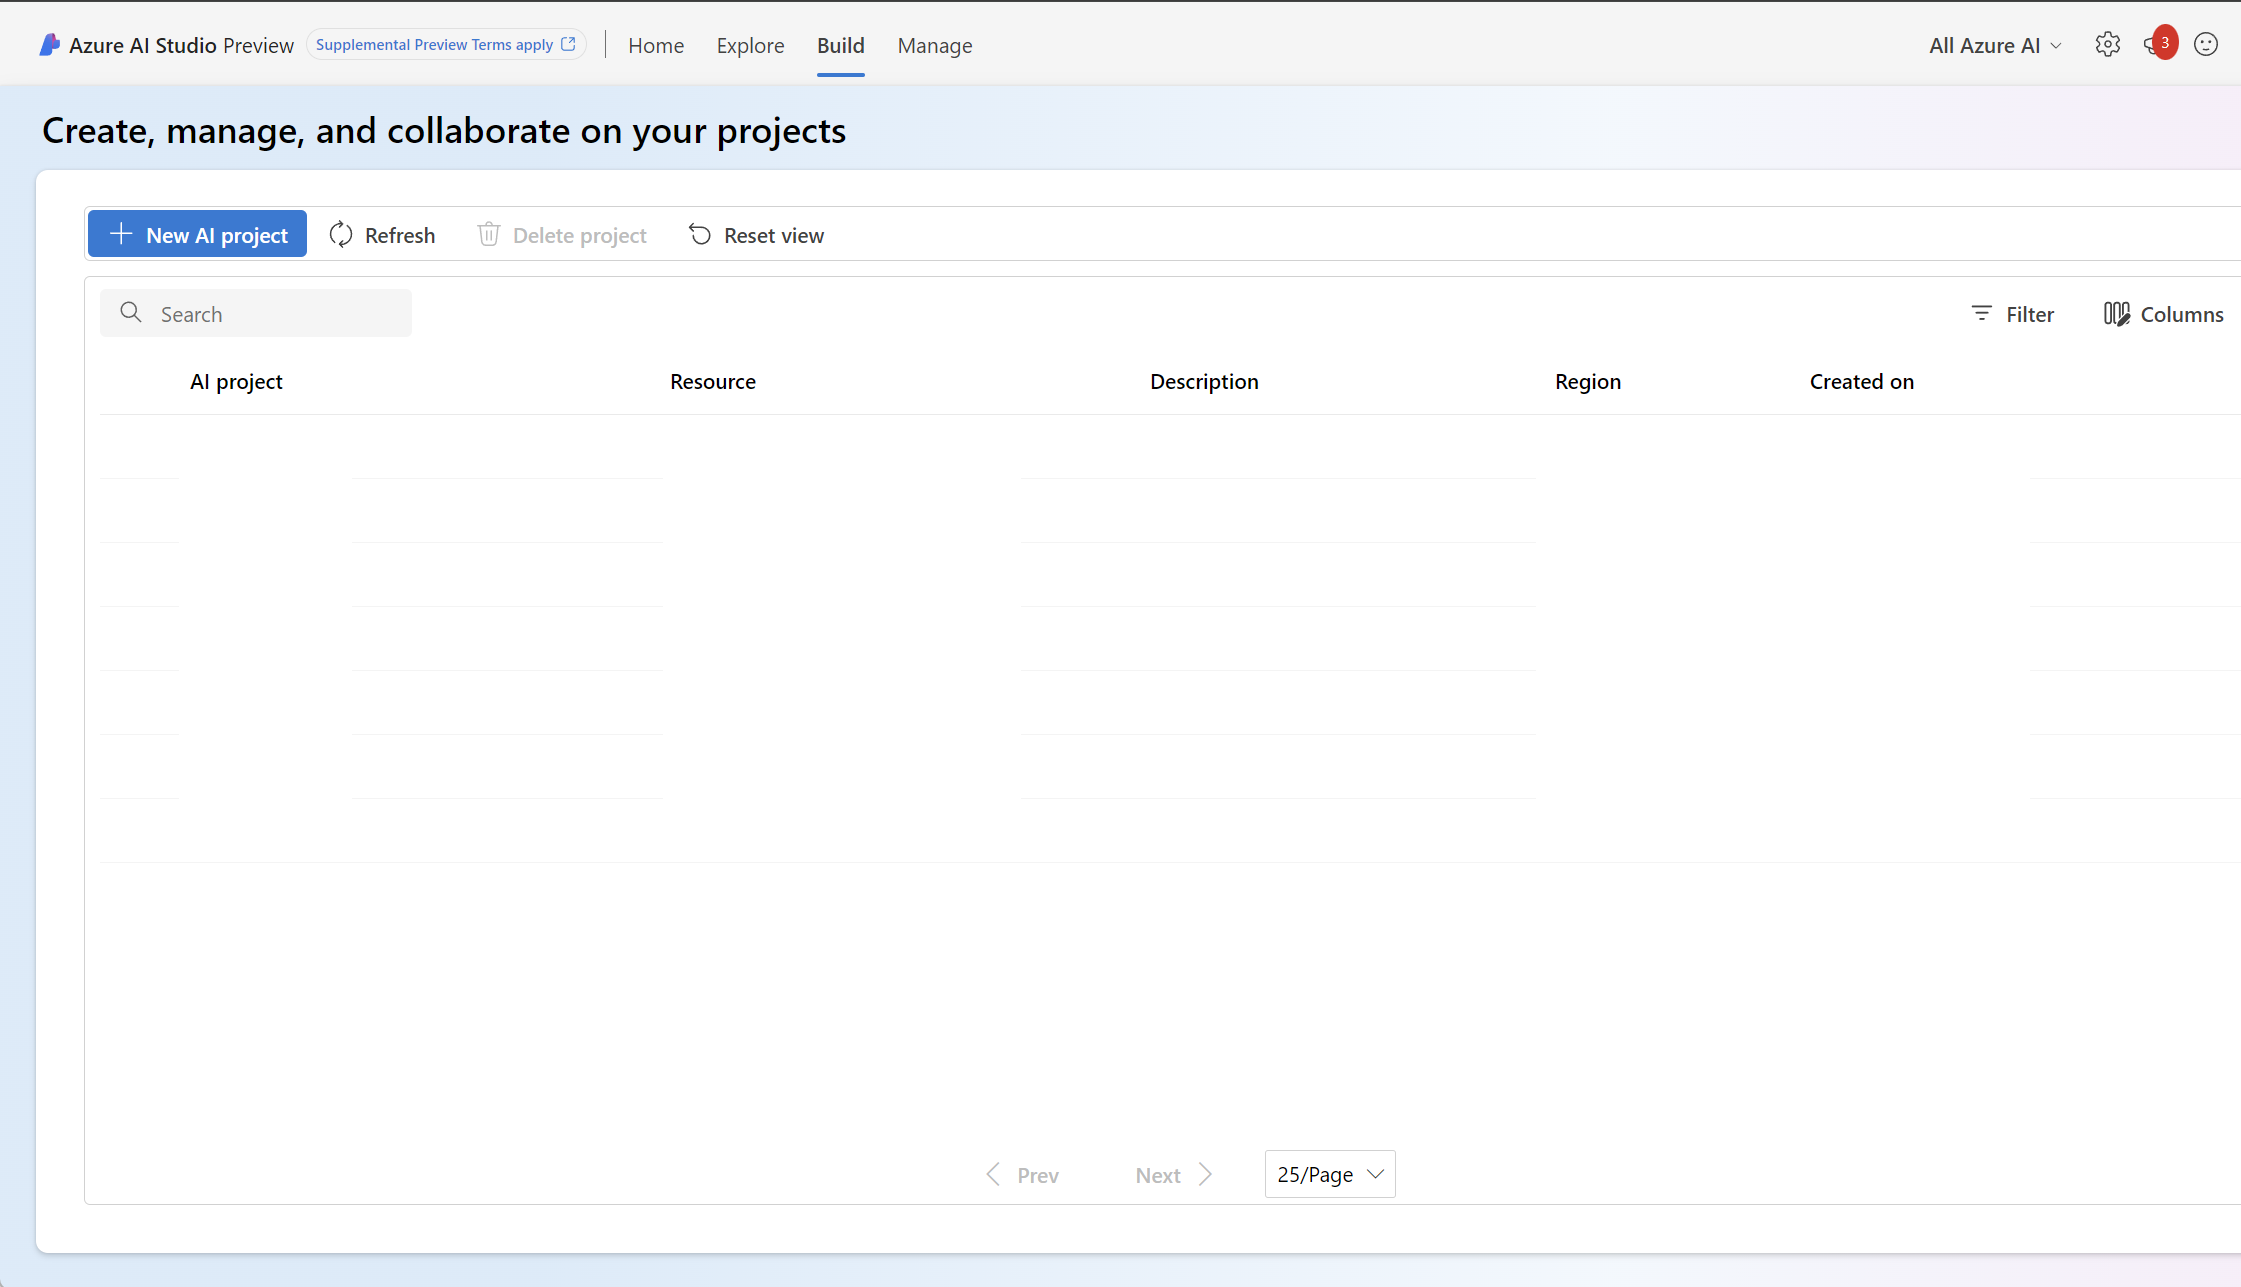 Azure AI Studio Preview Supplemental Preview Terms apply Home Explore Build Manage All Azure AI 3
Create, manage, and collaborate on your projects
New AI project Refresh Delete project Reset view
Search Filter Columns
AI project Resource Description Region Created on
Prev Next 25/Page